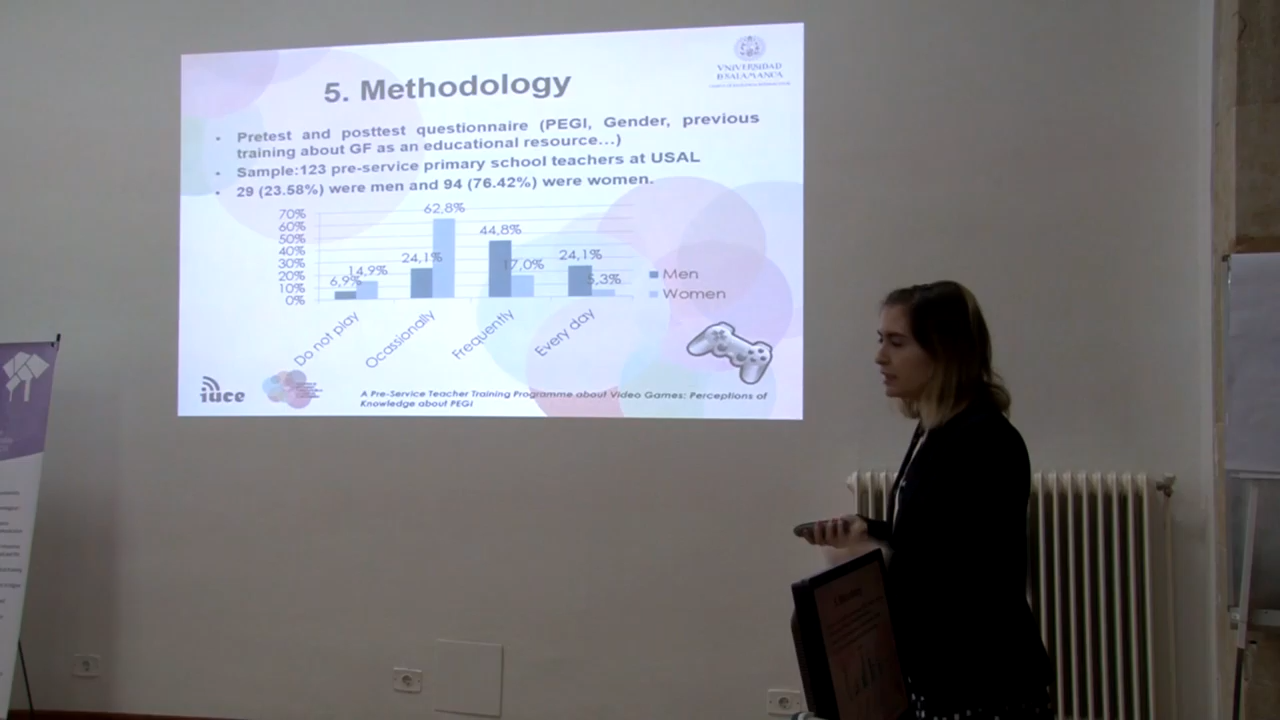 VNiVERSiDAD
D SALAMANCA
5. Methodology
• Pretest and posttest questionnaire (PEGI, Gender, previous
training about GF as an educational resource...)
• Sample:123 pre-service primary school teachers at USAL
• 29 (23.58%) were men and 94 (76.42%) were women.
70%
60%
50%
40%
30%
20%
10%
0%
6,9%
14,9%
24,1%
62,8%
44,8%
17,0%
24,1%
5,3%
Men
Women
Do not play
Ocassionally
Frequently
Every day
iuce
A Pre-Service Teacher Training Programme about Video Games: Perceptions of
Knowledge about PEGI